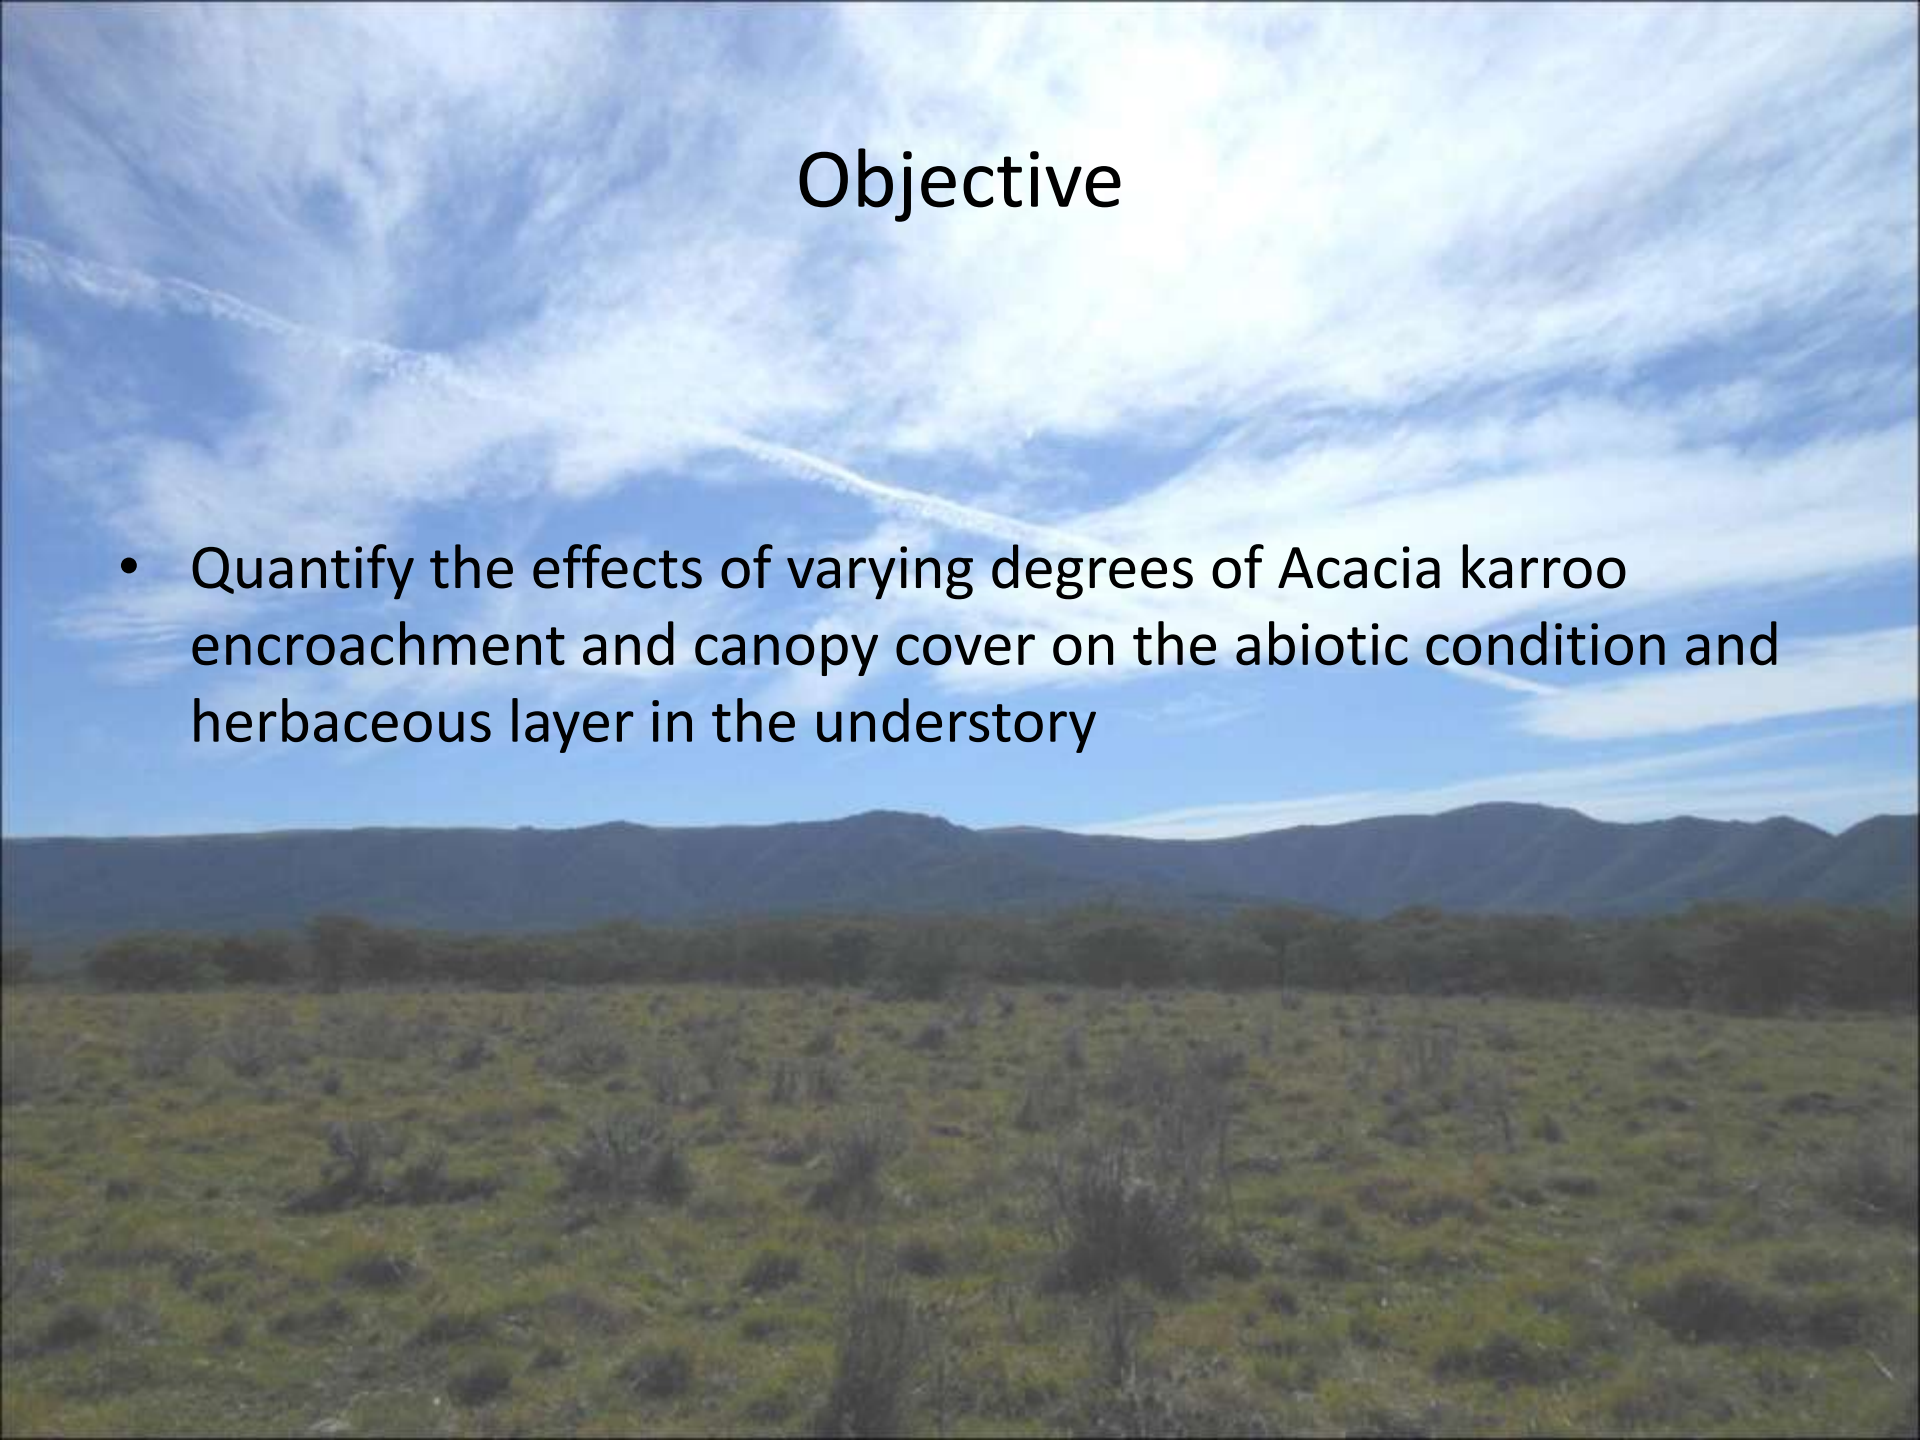 Objective
• Quantify the effects of varying degrees of Acacia karroo
encroachment and canopy cover on the abiotic condition and
herbaceous layer in the understory